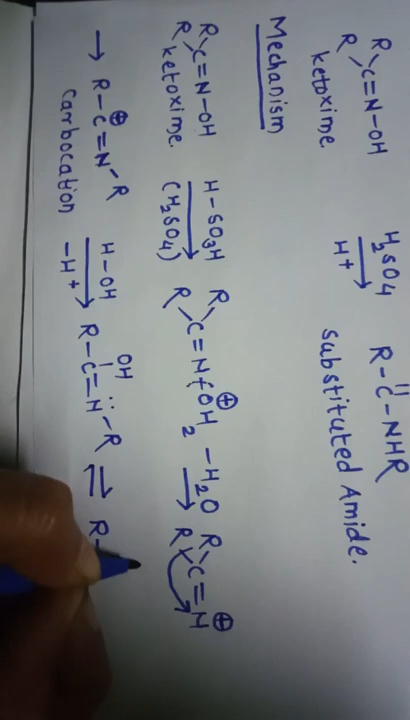 R R C=N-OH H2SO4 H+ → R-C-NHR
ketoxime substituted Amide.
Mechanism
R R C=N-OH H-SO3H (H2SO4) → R R C=N-OH2 ⊕ -H2O → R R C=N ⊕
ketoxime.
→ R-C⊕=N-R H-OH -H+ → R-C(OH)=N̈-R ⇌ R-
carbocation